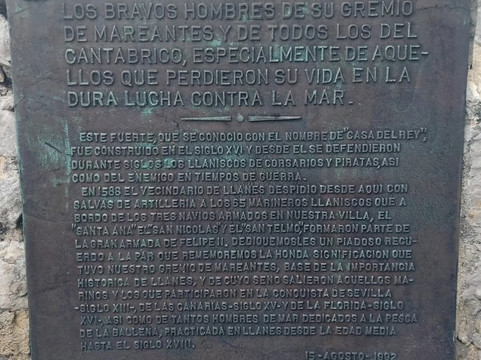 LOS BRAVOS HOMBRES DE SU GREMIO
DE MAREANTES Y DE TODOS LOS DEL
CANTABRICO, ESPECIALMENTE DE AQUE-
LLOS QUE PERDIERON SU VIDA EN LA
DURA LUCHA CONTRA LA MAR.
ESTE FUERTE, QUE SE CONOCIO CON EL NOMBRE DE "CASA DEL REY",
FUE CONSTRUIDO EN EL SIGLO XVI Y DESDE EL SE DEFENDIERON
DURANTE SIGLOS LOS LLANISCOS DE CORSARIOS Y PIRATAS, ASI
COMO DEL ENEMIGO EN TIEMPOS DE GUERRA.
EN 1588 EL VECINDARIO DE LLANES DESPIDIO DESDE AQUI CON
SALVAS DE ARTILLERIA A LOS 65 MARINEROS LLANISCOS QUE A
BORDO DE LOS TRES NAVIOS ARMADOS EN NUESTRA VILLA, EL
"SANTA ANA" EL "SAN NICOLAS" Y EL "SAN TELMO", FORMARON PARTE DE
LA GRAN ARMADA DE FELIPE II. DEDIQUEMOSLES UN PIADOSO RECU-
ERDO A LA PAR QUE REMEMOREMOS LA HONDA SIGNIFICACION QUE
TUVO NUESTRO GREMIO DE MAREANTES, BASE DE LA IMPORTANCIA
HISTORICA DE LLANES, Y DE CUYO SENO SALIERON AQUELLOS MA-
RINOS Y LOS QUE PARTICIPARON EN LA CONQUISTA DE SEVILLA
-SIGLO XIII-, DE LAS CANARIAS-SIGLO XV-Y DE LA FLORIDA-SIGLO
XVI-. ASI COMO DE TANTOS HOMBRES DE MAR DEDICADOS A LA PESCA
DE LA BALLENA, PRACTICADA EN LLANES DESDE LA EDAD MEDIA
HASTA EL SIGLO XVIII.
15-AGOSTO-1992